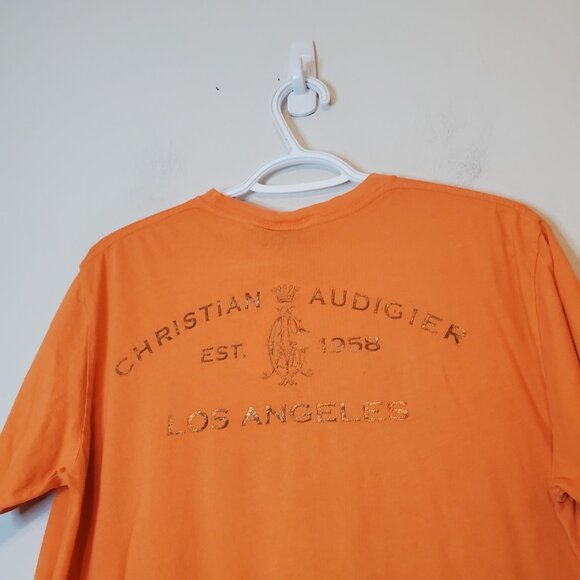 CHRISTIAN AUDIGIER
EST. 1958
LOS ANGELES